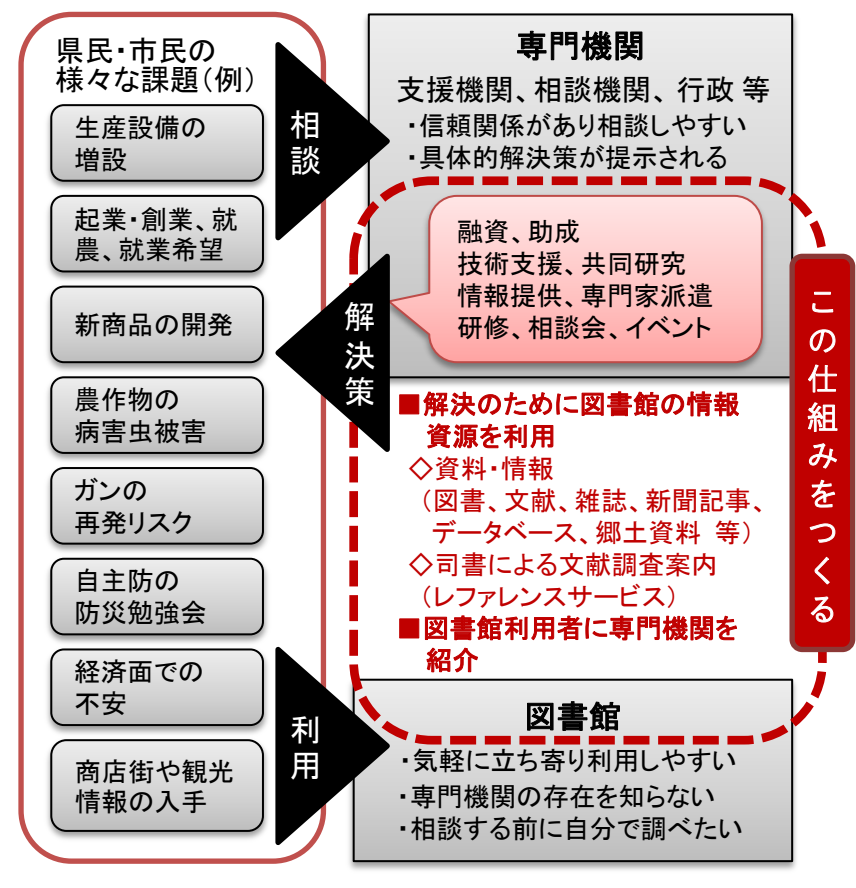 県民・市民の
様々な課題（例）
生産設備の
増設
起業・創業、就
農、就業希望
新商品の開発
農作物の
病害虫被害
ガンの
再発リスク
自主防の
防災勉強会
経済面での
不安
商店街や観光
情報の入手
相談
解決策
利用
専門機関
支援機関、相談機関、行政 等
・信頼関係があり相談しやすい
・具体的解決策が提示される
融資、助成
技術支援、共同研究
情報提供、専門家派遣
研修、相談会、イベント
■解決のために図書館の情報
資源を利用
◇資料・情報
（図書、文献、雑誌、新聞記事、
データベース、郷土資料 等）
◇司書による文献調査案内
（レファレンスサービス）
■図書館利用者に専門機関を
紹介
この仕組みをつくる
図書館
・気軽に立ち寄り利用しやすい
・専門機関の存在を知らない
・相談する前に自分で調べたい